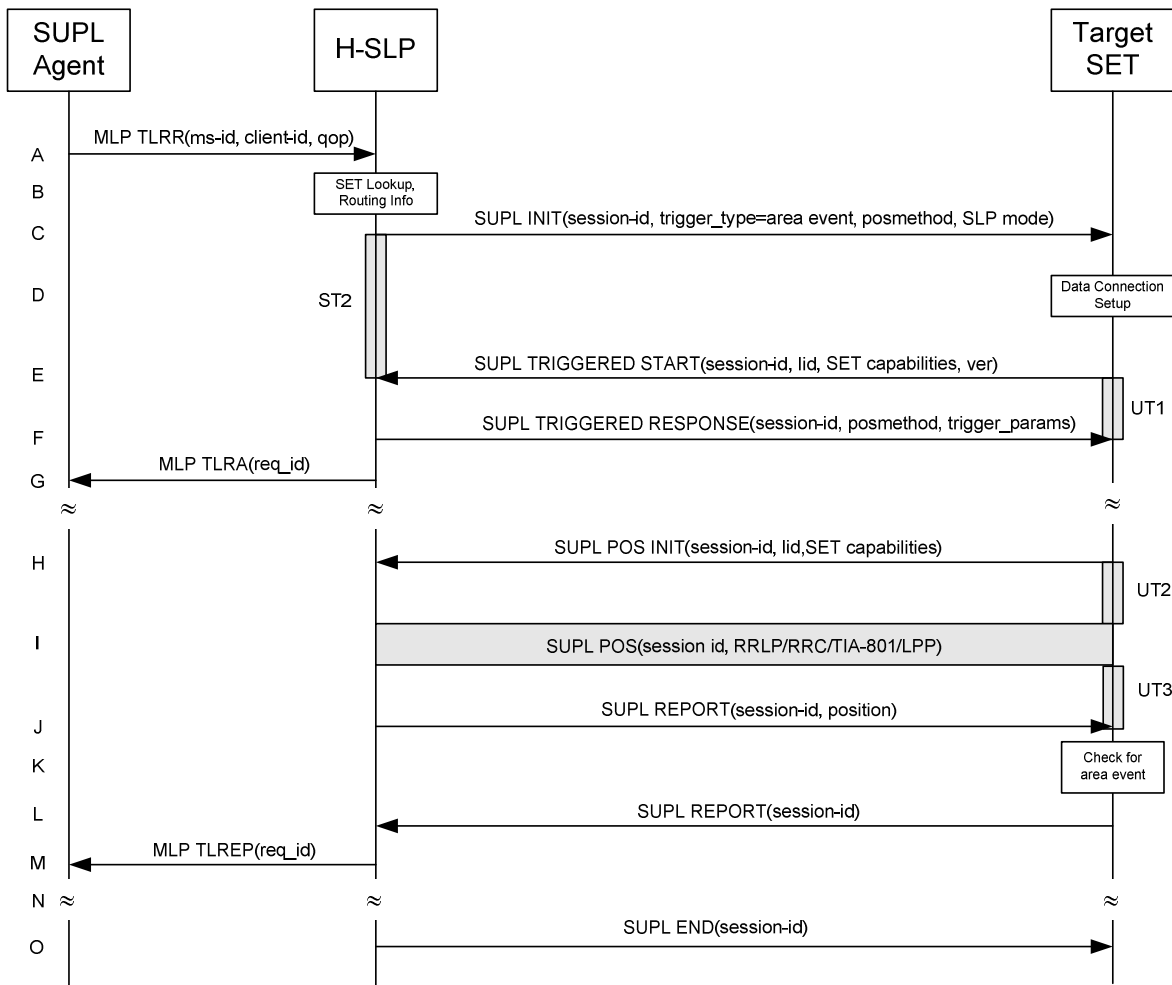 SUPL
Agent
H-SLP
Target
SET
A
MLP TLRR(ms-id, client-id, qop)
B
SET Lookup,
Routing Info
C
SUPL INIT(session-id, trigger_type=area event, posmethod, SLP mode)
D
ST2
Data Connection
Setup
E
SUPL TRIGGERED START(session-id, lid, SET capabilities, ver)
UT1
F
SUPL TRIGGERED RESPONSE(session-id, posmethod, trigger_params)
G
MLP TLRA(req_id)
≈ ≈ ≈
H
SUPL POS INIT(session-id, lid,SET capabilities)
UT2
I
SUPL POS(session id, RRLP/RRC/TIA-801/LPP)
UT3
J
SUPL REPORT(session-id, position)
K
Check for
area event
L
SUPL REPORT(session-id)
M
MLP TLREP(req_id)
N ≈ ≈ ≈
O
SUPL END(session-id)